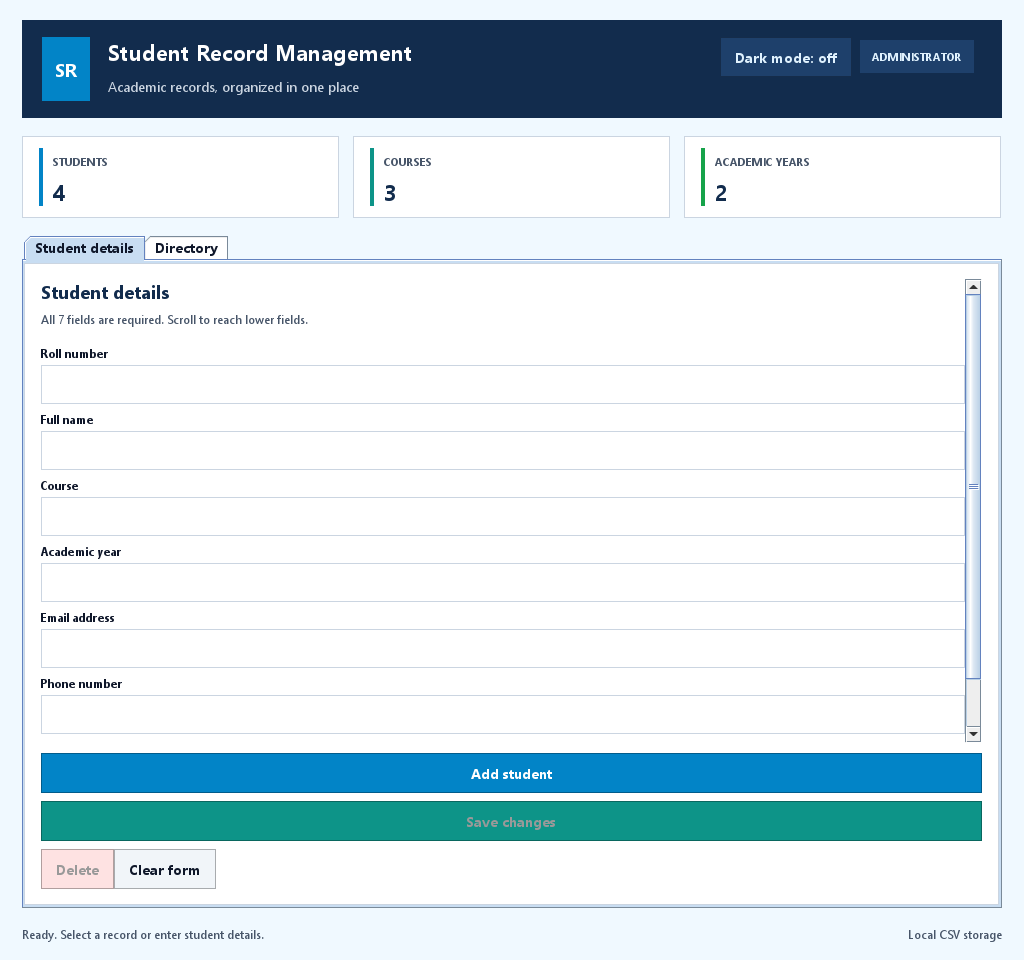 SR
Student Record Management
Academic records, organized in one place
Dark mode: off
ADMINISTRATOR
STUDENTS
4
COURSES
3
ACADEMIC YEARS
2
Student details
Directory
Student details
All 7 fields are required. Scroll to reach lower fields.
Roll number
Full name
Course
Academic year
Email address
Phone number
Add student
Save changes
Delete
Clear form
Ready. Select a record or enter student details.
Local CSV storage